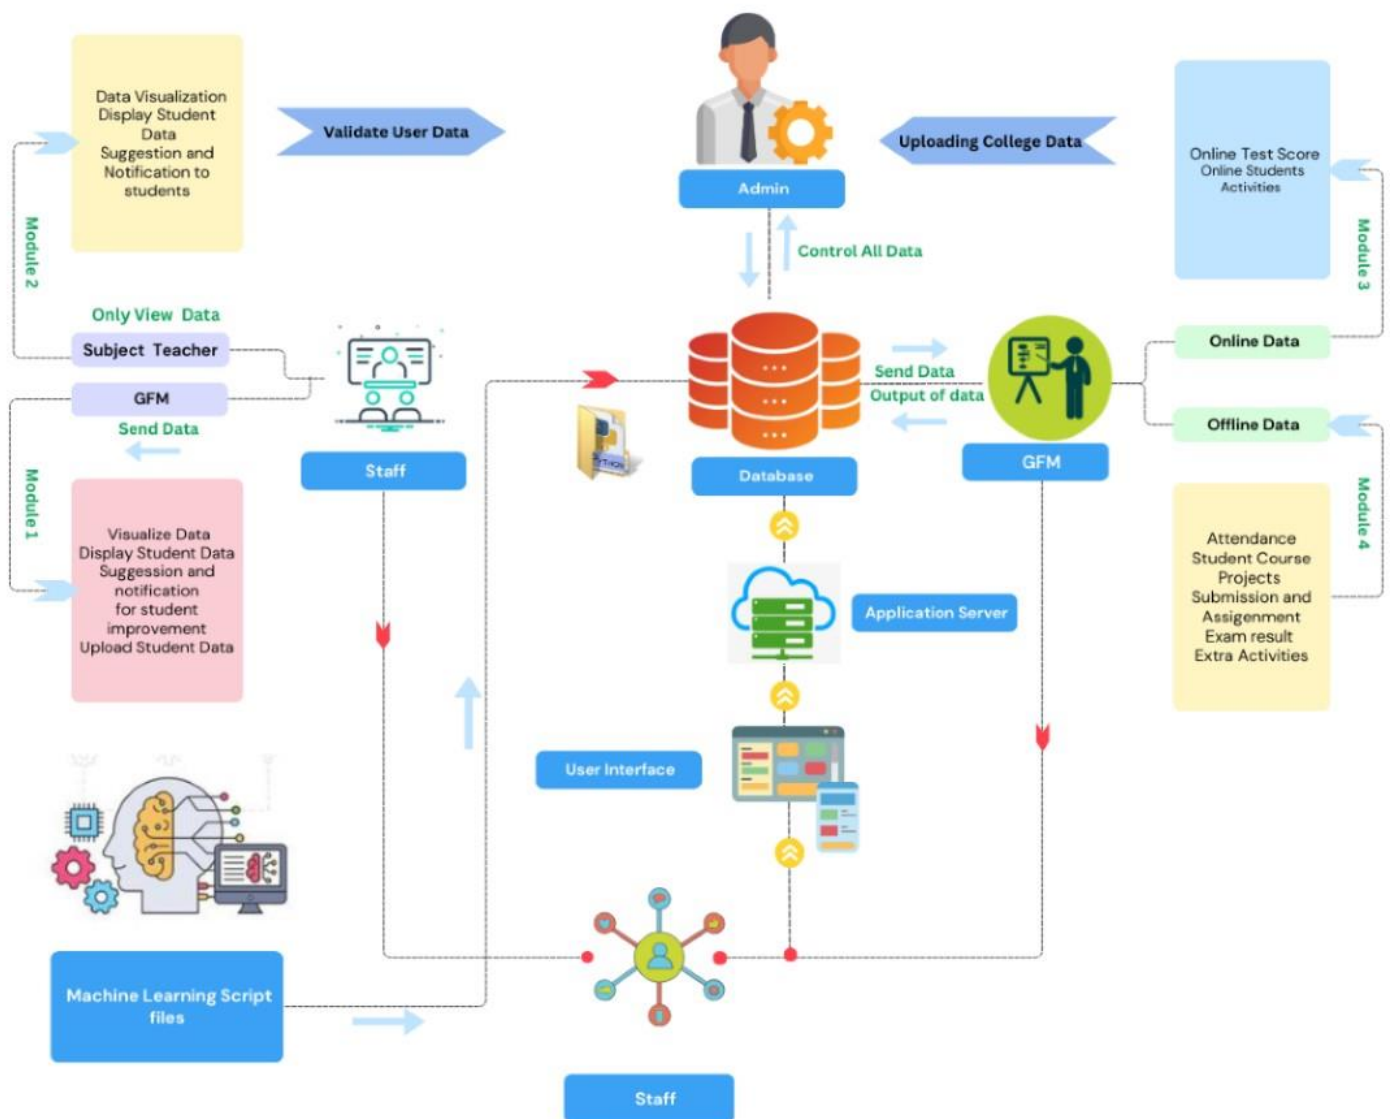 Data Visualization
Display Student
Data
Suggestion and
Notification to
students
Validate User Data
Admin
Uploading College Data
Online Test Score
Online Students
Activities
Module 2
Control All Data
Module 3
Only View Data
Subject Teacher
GFM
Send Data
Module 1
Staff
Send Data
Output of data
PYTHON
Database
GFM
Online Data
Offline Data
Module 4
Visualize Data
Display Student Data
Suggession and
notification
for student
improvement
Upload Student Data
Application Server
Attendance
Student Course
Projects
Submission and
Assigenment
Exam result
Extra Activities
User Interface
Machine Learning Script
files
Staff